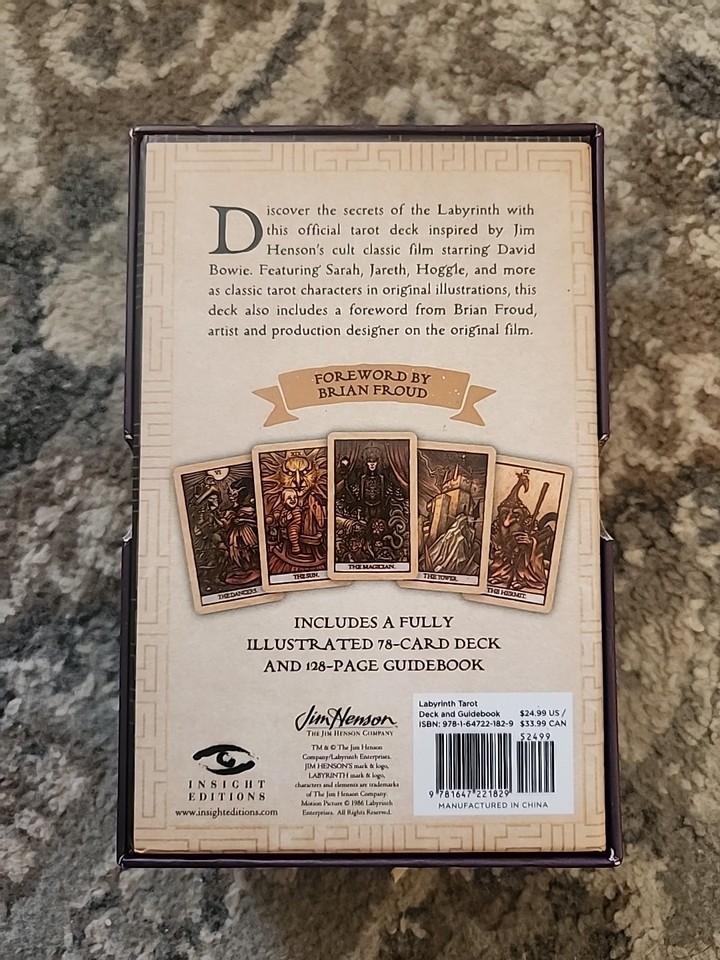 Discover the secrets of the Labyrinth with
this official tarot deck inspired by Jim
Henson's cult classic film starring David
Bowie. Featuring Sarah, Jareth, Hoggle, and more
as classic tarot characters in original illustrations, this
deck also includes a foreword from Brian Froud,
artist and production designer on the original film.
FOREWORD BY
BRIAN FROUD
VI
THE DANCERS.
XIX
THE SUN.
THE MAGICIAN.
THE TOWER.
IX
THE HERMIT.
INCLUDES A FULLY
ILLUSTRATED 78-CARD DECK
AND 128-PAGE GUIDEBOOK
INSIGHT
EDITIONS
www.insighteditions.com
Jim Henson
THE JIM HENSON COMPANY
TM & © The Jim Henson
Company/Labyrinth Enterprises.
JIM HENSON'S mark & logo,
LABYRINTH mark & logo,
characters and elements are trademarks
of The Jim Henson Company.
Motion Picture © 1986 Labyrinth
Enterprises. All Rights Reserved.
Labyrinth Tarot
Deck and Guidebook $24.99 US /
ISBN: 978-1-64722-182-9 $33.99 CAN
52499
9 781647 221829
MANUFACTURED IN CHINA